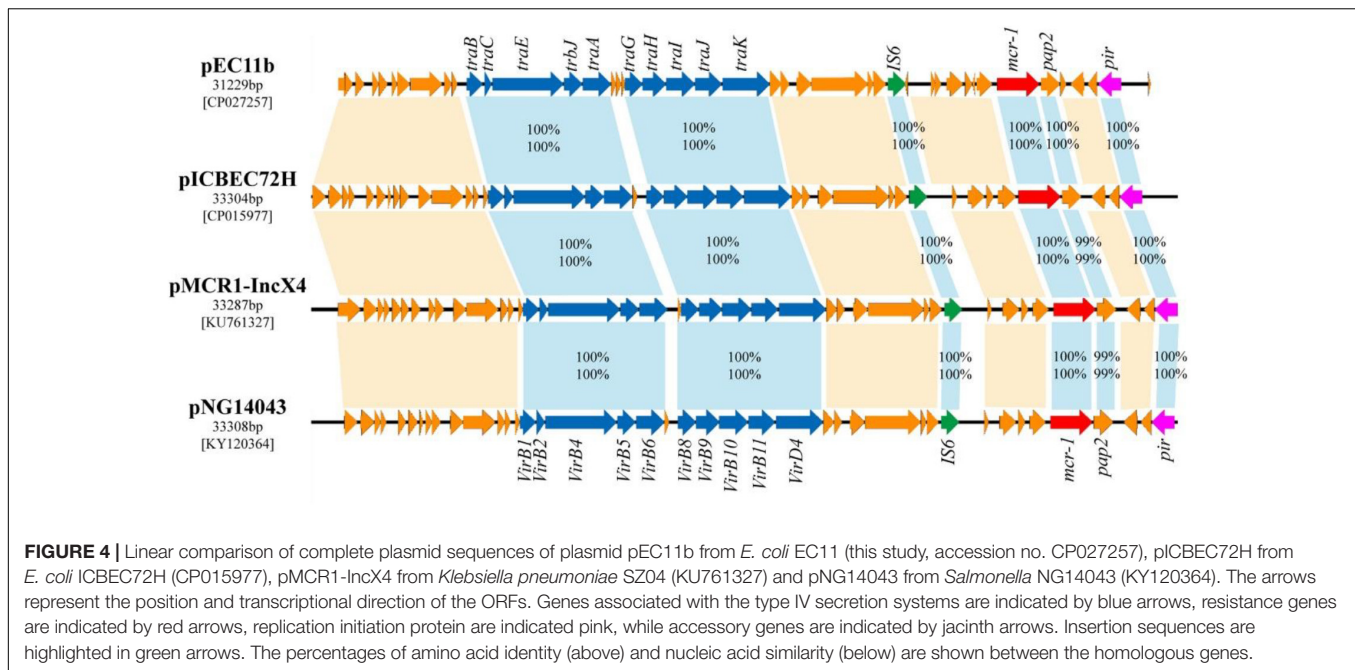 traB traC traE trbJ traA traG traH traI traJ traK IS6 mcr-1 pap2 pir
pEC11b
31229bp
[CP027257]
100% 100% 100% 100% 100% 100%
100% 100% 100% 100% 100% 100%
pICBEC72H
33304bp
[CP015977]
100% 100% 100% 100% 99% 100%
100% 100% 100% 100% 99% 100%
pMCR1-IncX4
33287bp
[KU761327]
100% 100% 100% 100% 99% 100%
100% 100% 100% 100% 99% 100%
pNG14043
33308bp
[KY120364]
VirB1 VirB2 VirB4 VirB5 VirB6 VirB8 VirB9 VirB10 VirB11 VirD4 IS6 mcr-1 pap2 pir
FIGURE 4 | Linear comparison of complete plasmid sequences of plasmid pEC11b from E. coli EC11 (this study, accession no. CP027257), pICBEC72H from
E. coli ICBEC72H (CP015977), pMCR1-IncX4 from Klebsiella pneumoniae SZ04 (KU761327) and pNG14043 from Salmonella NG14043 (KY120364). The arrows
represent the position and transcriptional direction of the ORFs. Genes associated with the type IV secretion systems are indicated by blue arrows, resistance genes
are indicated by red arrows, replication initiation protein are indicated pink, while accessory genes are indicated by jacinth arrows. Insertion sequences are
highlighted in green arrows. The percentages of amino acid identity (above) and nucleic acid similarity (below) are shown between the homologous genes.